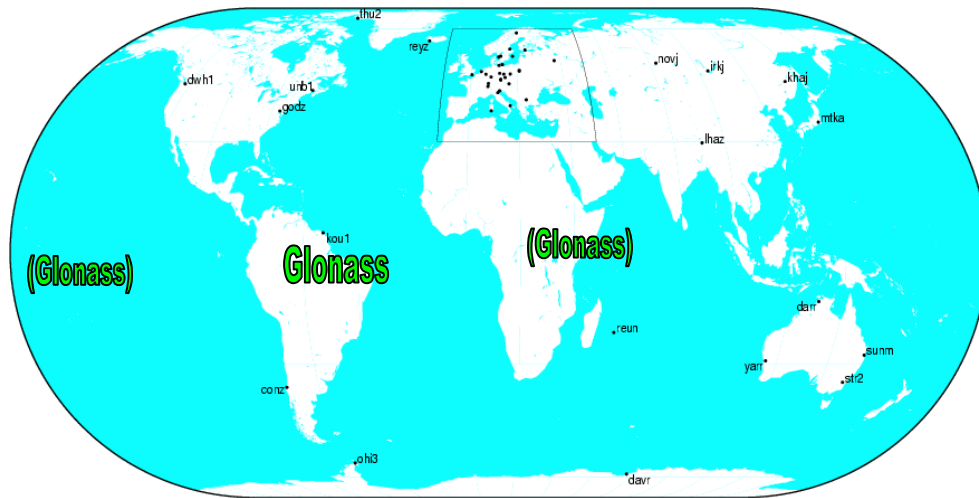 thu2
reyz
dwh1
unb1
godz
novj
irkj
khaj
mtka
lhaz
kou1
(Glonass)
Glonass
(Glonass)
darr
reun
sunm
yarr
str2
conz
ohl3
davr